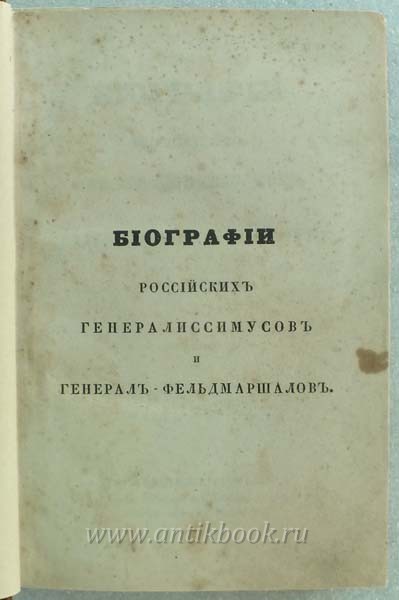 БІОГРАФІИ
РОССІЙСКИХЪ
ГЕНЕРАЛИССИМУСОВЪ
И
ГЕНЕРАЛЪ-ФЕЛЬДМАРШАЛОВЪ.
www.antikbook.ru